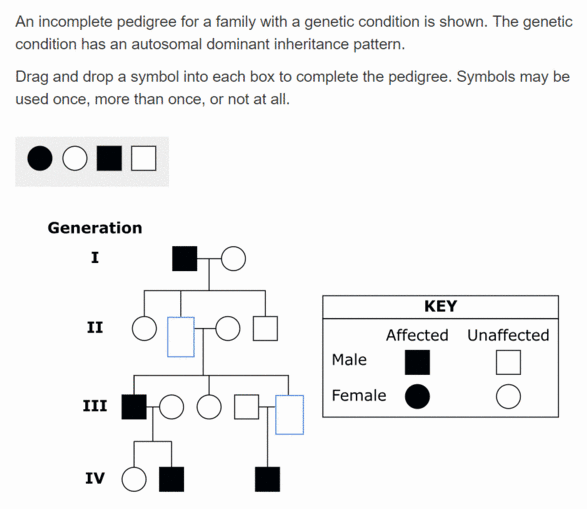 An incomplete pedigree for a family with a genetic condition is shown. The genetic
condition has an autosomal dominant inheritance pattern.
Drag and drop a symbol into each box to complete the pedigree. Symbols may be
used once, more than once, or not at all.
Generation
I
II
III
IV
KEY
Affected Unaffected
Male
Female